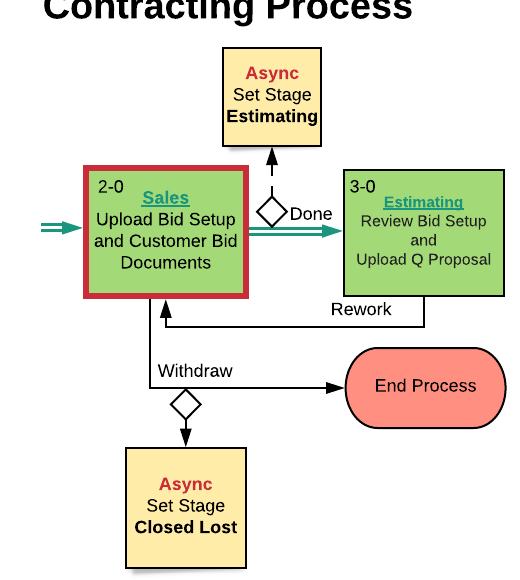 Contracting Process
Async
Set Stage
Estimating
2-0
Sales
Upload Bid Setup
and Customer Bid
Documents
Done
3-0
Estimating
Review Bid Setup
and
Upload Q Proposal
Rework
Withdraw
End Process
Async
Set Stage
Closed Lost